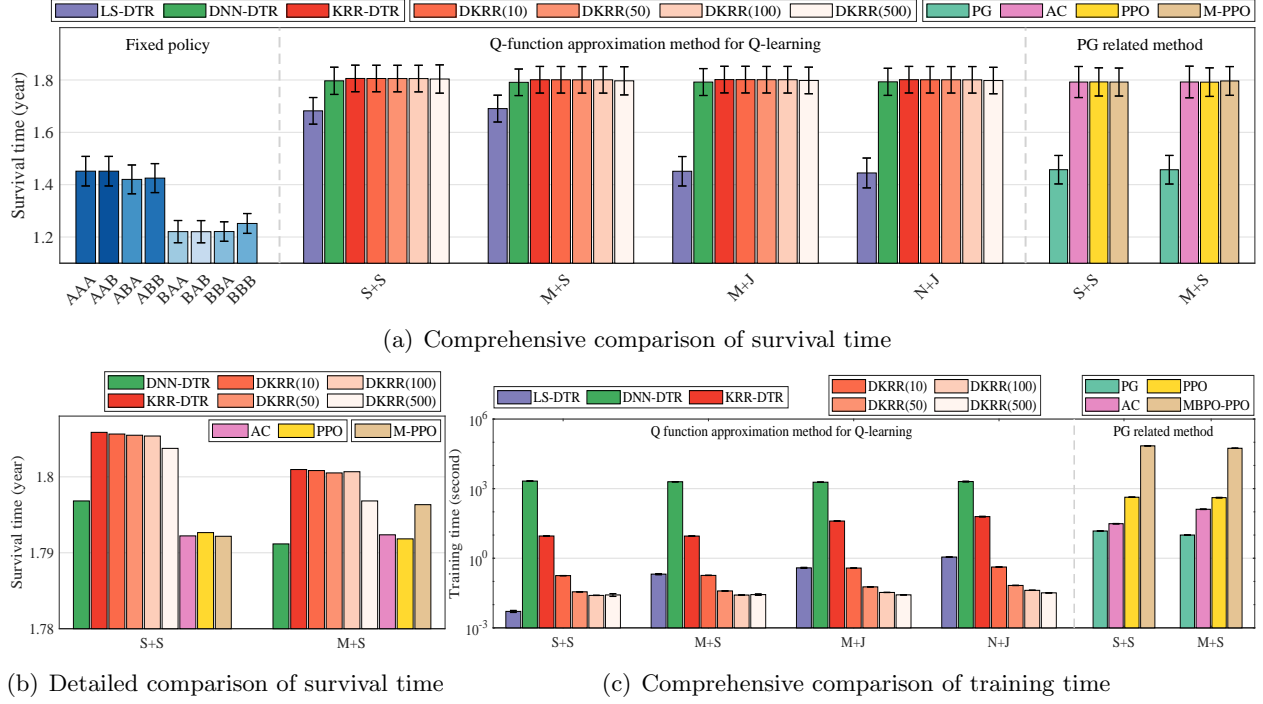 LS-DTR DNN-DTR KRR-DTR DKRR(10) DKRR(50) DKRR(100) DKRR(500) PG AC PPO M-PPO
Fixed policy Q-function approximation method for Q-learning PG related method
Survival time (year)
1.8
1.6
1.4
1.2
AAA AAB ABA ABB BAA BAB BBA BBB S+S M+S M+J N+J S+S M+S
(a) Comprehensive comparison of survival time
DNN-DTR DKRR(10) DKRR(100)
KRR-DTR DKRR(50) DKRR(500)
AC PPO M-PPO
Survival time (year)
1.8
1.79
1.78
S+S M+S
(b) Detailed comparison of survival time
LS-DTR DNN-DTR KRR-DTR
DKRR(10) DKRR(100)
DKRR(50) DKRR(500)
PG PPO
AC MBPO-PPO
Q function approximation method for Q-learning PG related method
Training time (second)
10^6
10^3
10^0
10^-3
S+S M+S M+J N+J S+S M+S
(c) Comprehensive comparison of training time